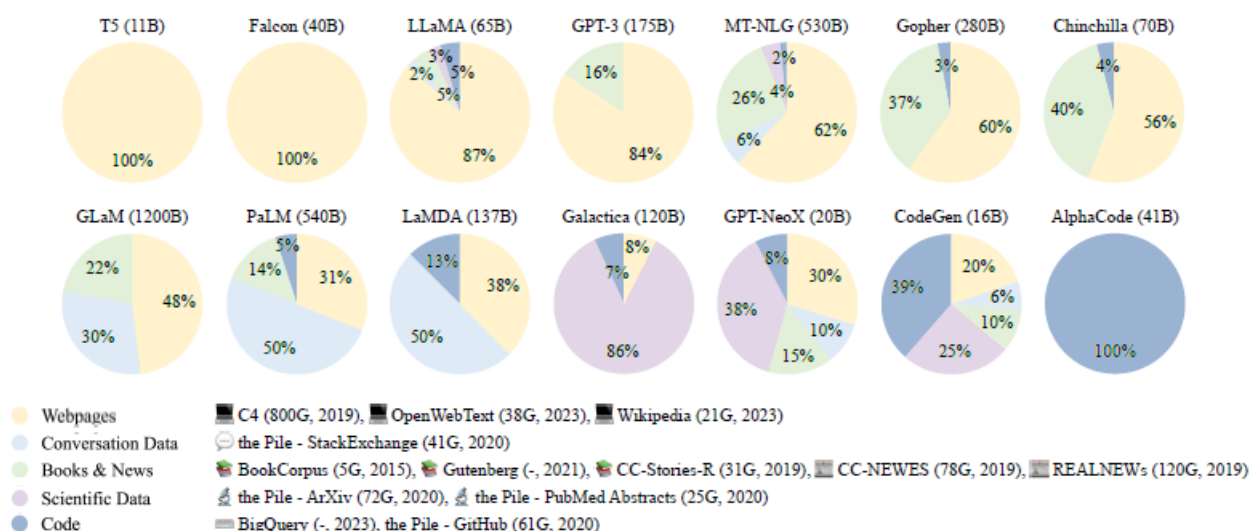 T5 (11B) Falcon (40B) LLaMA (65B) GPT-3 (175B) MT-NLG (530B) Gopher (280B) Chinchilla (70B)
100%
100%
3% 5% 2% 5% 87%
16% 84%
2% 4% 26% 6% 62%
3% 37% 60%
4% 40% 56%
GLaM (1200B) PaLM (540B) LaMDA (137B) Galactica (120B) GPT-NeoX (20B) CodeGen (16B) AlphaCode (41B)
22% 48% 30%
5% 14% 31% 50%
13% 38% 50%
8% 7% 86%
8% 30% 38% 10% 15%
20% 39% 6% 10% 25%
100%
Webpages C4 (800G, 2019), OpenWebText (38G, 2023), Wikipedia (21G, 2023)
Conversation Data the Pile - StackExchange (41G, 2020)
Books & News BookCorpus (5G, 2015), Gutenberg (-, 2021), CC-Stories-R (31G, 2019), CC-NEWES (78G, 2019), REALNEWs (120G, 2019)
Scientific Data the Pile - ArXiv (72G, 2020), the Pile - PubMed Abstracts (25G, 2020)
Code BigQuery (-, 2023), the Pile - GitHub (61G, 2020)